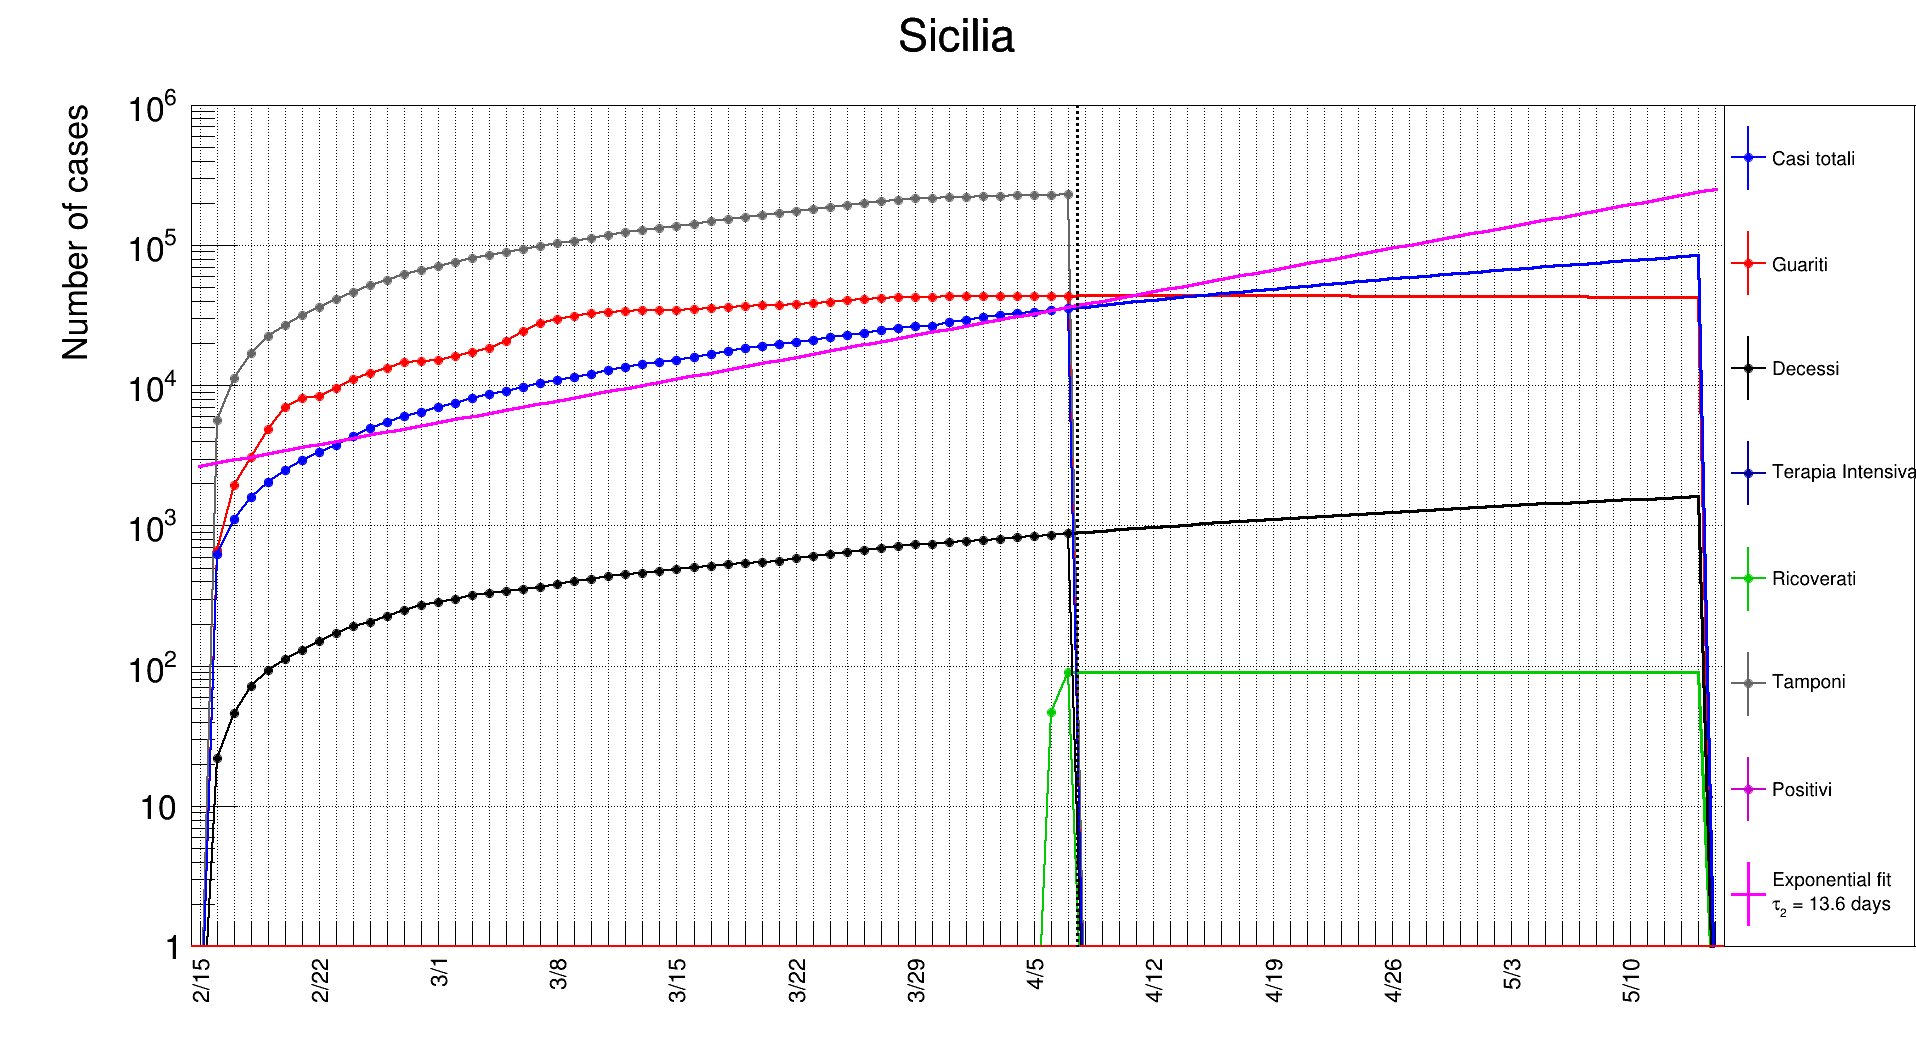 Sicilia
Number of cases
10^6
10^5
10^4
10^3
10^2
10
1
2/15
2/22
3/1
3/8
3/15
3/22
3/29
4/5
4/12
4/19
4/26
5/3
5/10
Casi totali
Guariti
Decessi
Terapia Intensiva
Ricoverati
Tamponi
Positivi
Exponential fit
τ₂ = 13.6 days